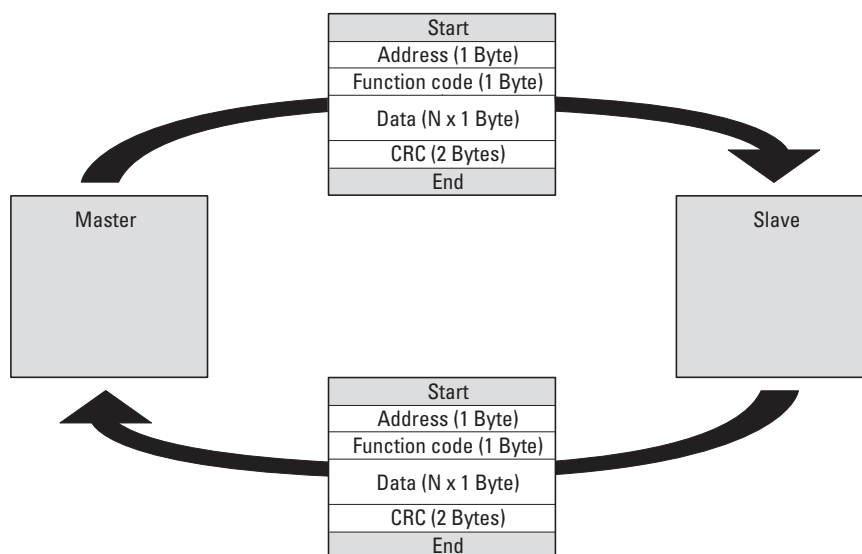 Start
Address (1 Byte)
Function code (1 Byte)
Data (N x 1 Byte)
CRC (2 Bytes)
End
Master
Slave
Start
Address (1 Byte)
Function code (1 Byte)
Data (N x 1 Byte)
CRC (2 Bytes)
End